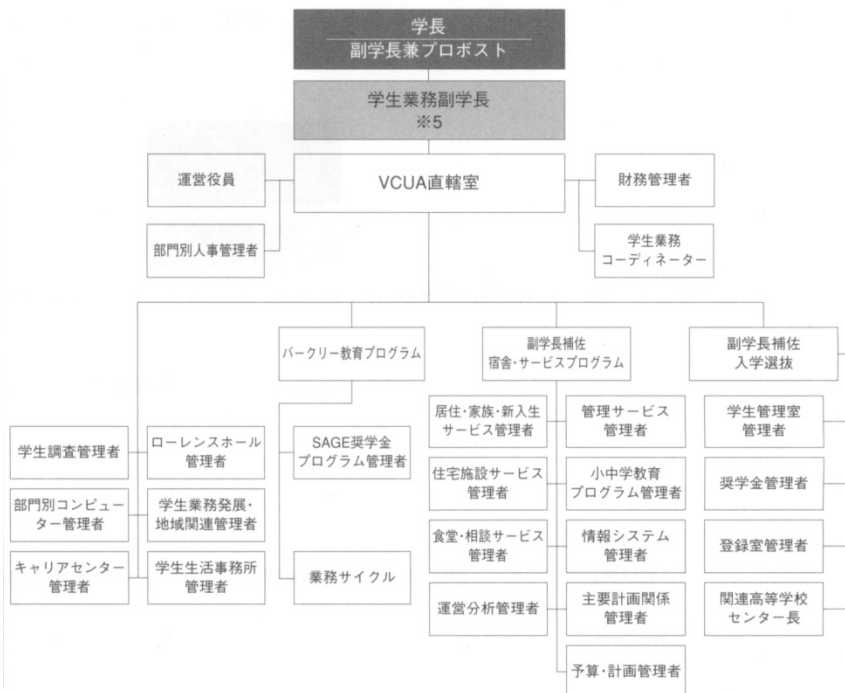 学長
副学長兼プロボスト
学生業務副学長
※5
VCUA直轄室
運営役員
財務管理者
部門別人事管理者
学生業務
コーディネーター
バークリー教育プログラム
副学長補佐
宿舎・サービスプログラム
副学長補佐
入学選抜
学生調査管理者
ローレンスホール
管理者
部門別コンピュー
ター管理者
学生業務発展・
地域関連管理者
キャリアセンター
管理者
学生生活事務所
管理者
SAGE奨学金
プログラム管理者
業務サイクル
居住・家族・新入生
サービス管理者
管理サービス
管理者
住宅施設サービス
管理者
小中学教育
プログラム管理者
食堂・相談サービス
管理者
情報システム
管理者
運営分析管理者
主要計画関係
管理者
予算・計画管理者
学生管理室
管理者
奨学金管理者
登録室管理者
関連高等学校
センター長